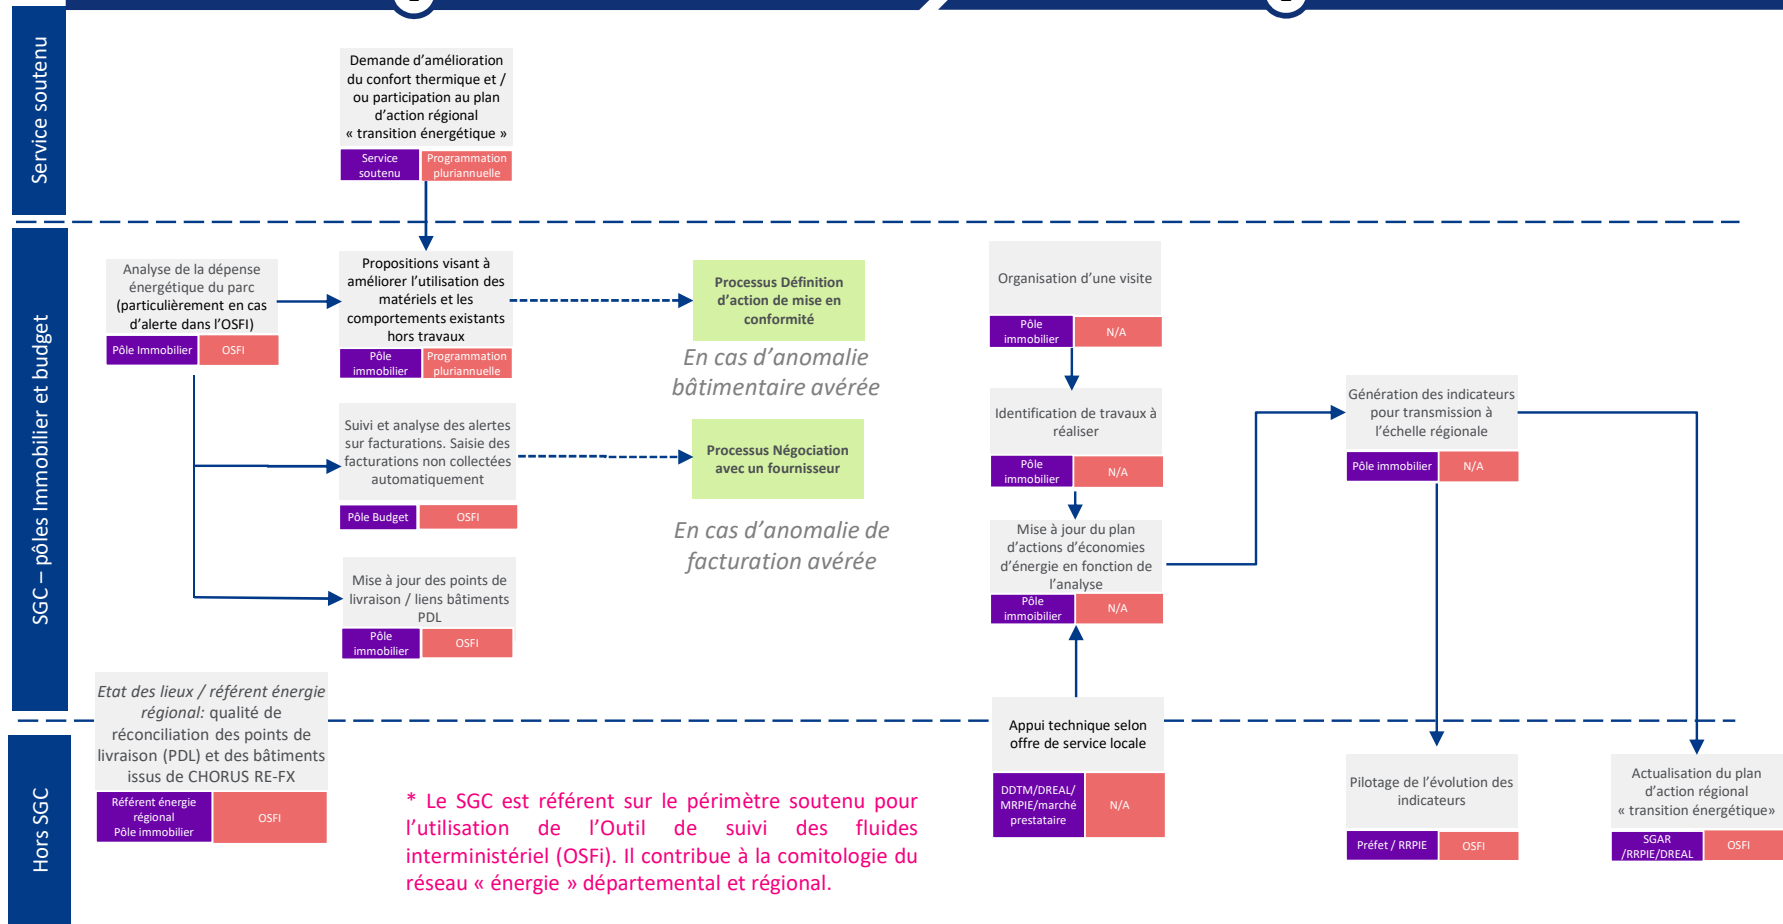 Service soutenu
Demande d’amélioration
du confort thermique et /
ou participation au plan
d’action régional
« transition énergétique »
Service
soutenu
Programmation
pluriannuelle
SGC – pôles Immobilier et budget
Analyse de la dépense
énergétique du parc
(particulièrement en cas
d’alerte dans l’OSFI)
Pôle Immobilier
OSFI
Propositions visant à
améliorer l’utilisation des
matériels et les
comportements existants
hors travaux
Pôle
immobilier
Programmation
pluriannuelle
Processus Définition
d’action de mise en
conformité
En cas d’anomalie
bâtimentaire avérée
Suivi et analyse des alertes
sur facturations. Saisie des
facturations non collectées
automatiquement
Pôle Budget
OSFI
Processus Négociation
avec un fournisseur
En cas d’anomalie de
facturation avérée
Mise à jour des points de
livraison / liens bâtiments
PDL
Pôle
immobilier
OSFI
Organisation d’une visite
Pôle
immobilier
N/A
Identification de travaux à
réaliser
Pôle
immobilier
N/A
Mise à jour du plan
d’actions d’économies
d’énergie en fonction de
l’analyse
Pôle
immoibilier
N/A
Génération des indicateurs
pour transmission à
l’échelle régionale
Pôle immobilier
N/A
Hors SGC
Etat des lieux / référent énergie
régional: qualité de
réconciliation des points de
livraison (PDL) et des bâtiments
issus de CHORUS RE-FX
Référent énergie
régional
Pôle immobilier
OSFI
* Le SGC est référent sur le périmètre soutenu pour
l’utilisation de l’Outil de suivi des fluides
interministériel (OSFi). Il contribue à la comitologie du
réseau « énergie » départemental et régional.
Appui technique selon
offre de service locale
DDTM/DREAL/
MRPIE/marché
prestataire
N/A
Pilotage de l’évolution des
indicateurs
Préfet / RRPIE
OSFI
Actualisation du plan
d’action régional
« transition énergétique»
SGAR
/RRPIE/DREAL
OSFI